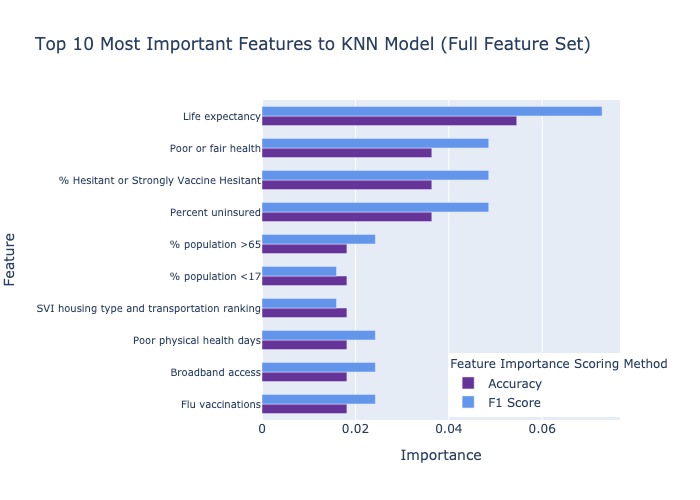 Top 10 Most Important Features to KNN Model (Full Feature Set)
Life expectancy
Poor or fair health
% Hesitant or Strongly Vaccine Hesitant
Percent uninsured
% population >65
% population <17
SVI housing type and transportation ranking
Poor physical health days
Broadband access
Flu vaccinations
Feature
Feature Importance Scoring Method
Accuracy
F1 Score
0 0.02 0.04 0.06
Importance